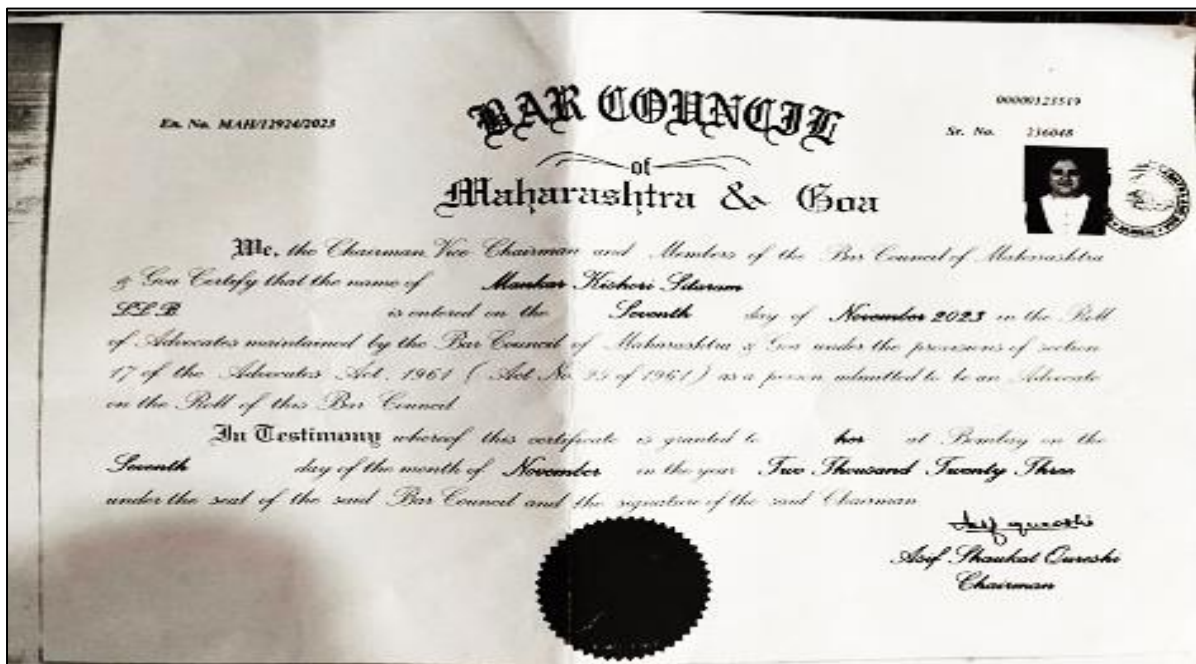 En. No. MAH/12924/2023
00000123519
Sr. No. 236048
BAR COUNCIL
of
Maharashtra & Goa
We, the Chairman Vice Chairman and Members of the Bar Council of Maharashtra
& Goa Certify that the name of Mankar Kishori Sitaram
LL.B is entered on the Seventh day of November 2023 in the Roll
of Advocates maintained by the Bar Council of Maharashtra & Goa under the provisions of section
17 of the Advocates Act, 1961 ( Act No. 25 of 1961 ) as a person admitted to be an Advocate
on the Roll of this Bar Council
In Testimony whereof this certificate is granted to her at Bombay on the
Seventh day of the month of November in the year Two Thousand Twenty Three
under the seal of the said Bar Council and the signature of the said Chairman
Asif Shaukat Qureshi
Chairman